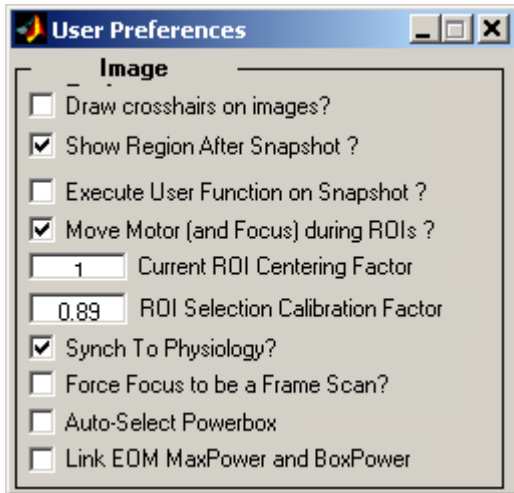 User Preferences
Image
Draw crosshairs on images?
Show Region After Snapshot ?
Execute User Function on Snapshot ?
Move Motor (and Focus) during ROIs ?
1 Current ROI Centering Factor
0.89 ROI Selection Calibration Factor
Synch To Physiology?
Force Focus to be a Frame Scan?
Auto-Select Powerbox
Link EOM MaxPower and BoxPower